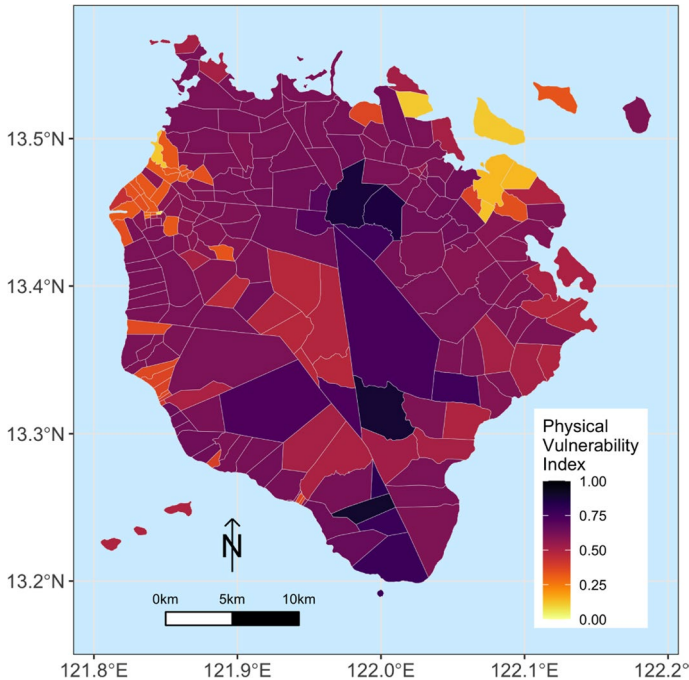 13.5°N
13.4°N
13.3°N
13.2°N
Physical
Vulnerability
Index
1.00
0.75
0.50
0.25
0.00
N
0km 5km 10km
121.8°E 121.9°E 122.0°E 122.1°E 122.2°